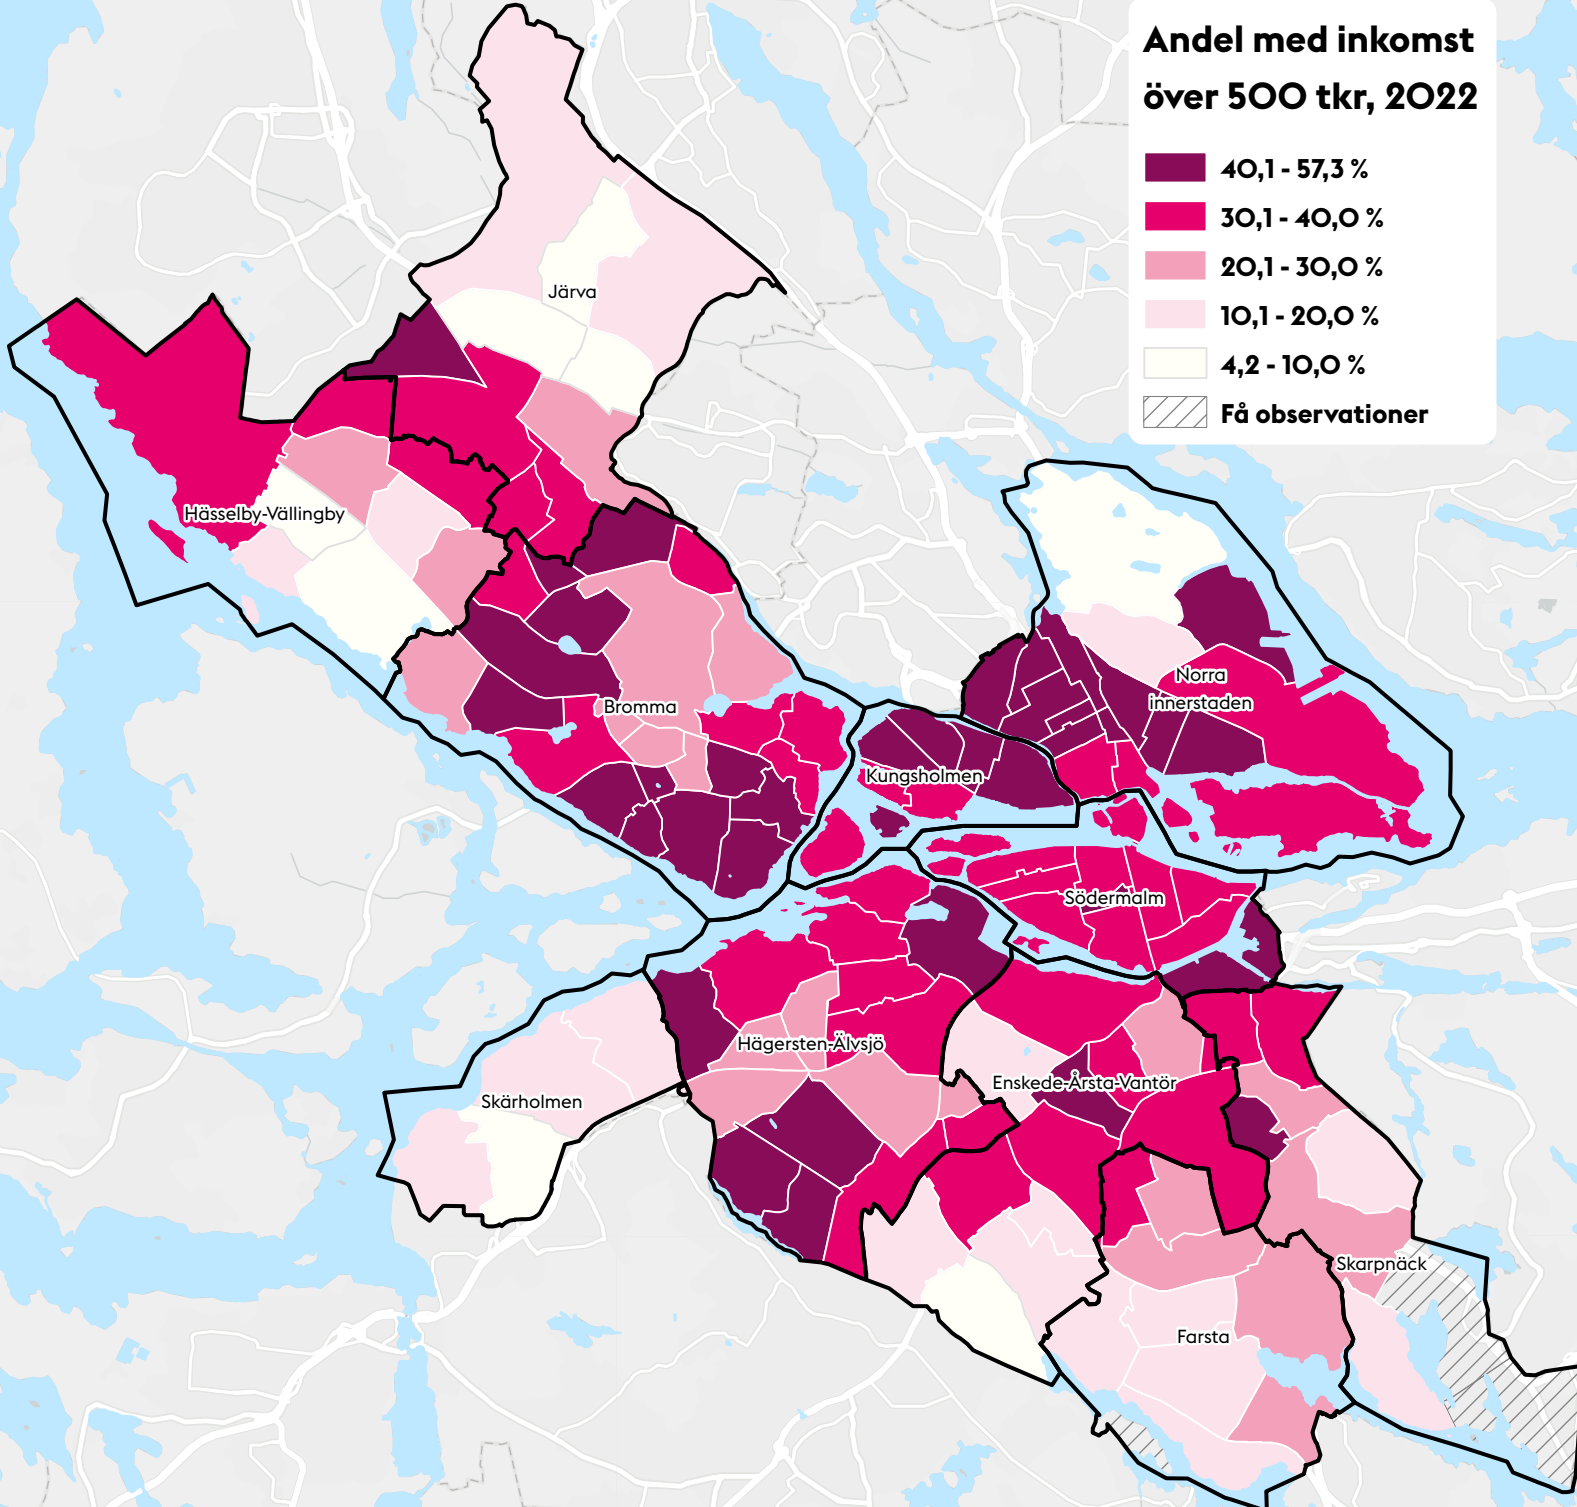 Andel med inkomst
över 500 tkr, 2022
40,1 - 57,3 %
30,1 - 40,0 %
20,1 - 30,0 %
10,1 - 20,0 %
4,2 - 10,0 %
Få observationer
Järva
Hässelby-Vällingby
Bromma
Norra
innerstaden
Kungsholmen
Södermalm
Hägersten-Älvsjö
Enskede-Årsta-Vantör
Skärholmen
Skarpnäck
Farsta